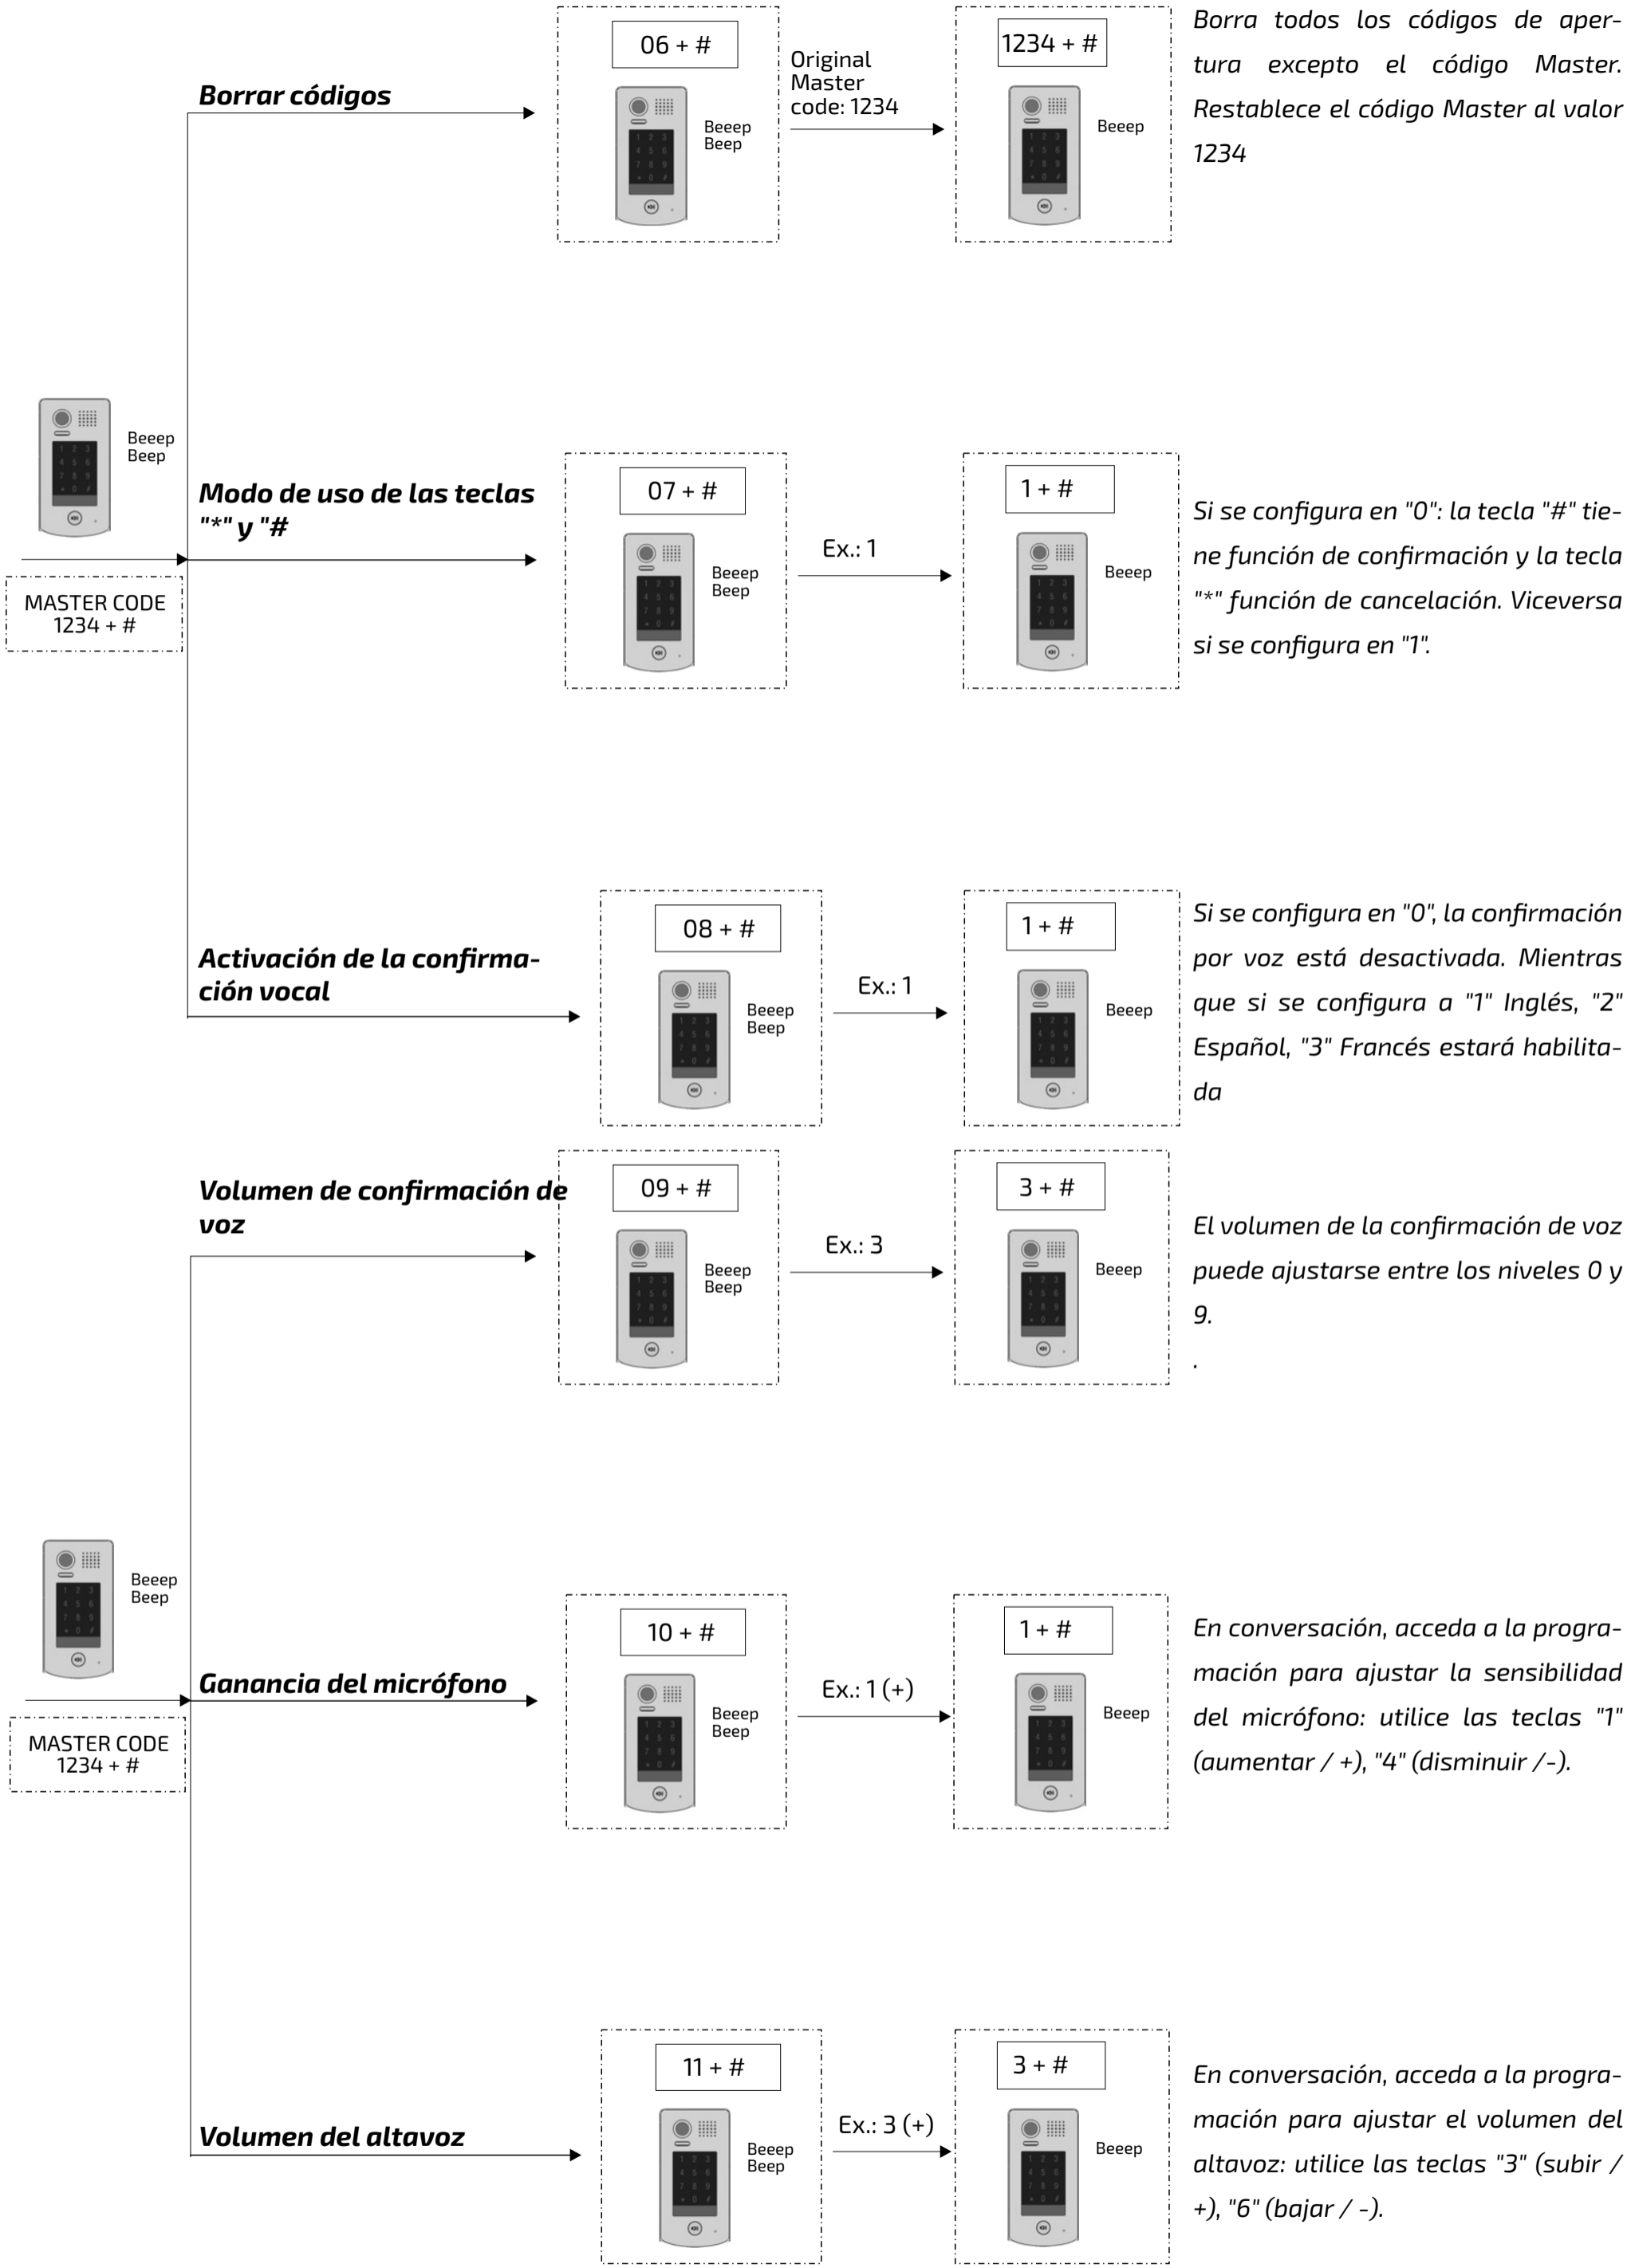 Borrar códigos
06 + #
Beeep
Beep
Original
Master
code: 1234
1234 + #
Beeep
Borra todos los códigos de aper-
tura excepto el código Master.
Restablece el código Master al valor
1234
Beeep
Beep
MASTER CODE
1234 + #
Modo de uso de las teclas
"*" y "#
07 + #
Beeep
Beep
Ex.: 1
1 + #
Beeep
Si se configura en "0": la tecla "#" tie-
ne función de confirmación y la tecla
"*" función de cancelación. Viceversa
si se configura en "1".
Activación de la confirma-
ción vocal
08 + #
Beeep
Beep
Ex.: 1
1 + #
Beeep
Si se configura en "0", la confirmación
por voz está desactivada. Mientras
que si se configura a "1" Inglés, "2"
Español, "3" Francés estará habilita-
da
Volumen de confirmación de
voz
09 + #
Beeep
Beep
Ex.: 3
3 + #
Beeep
El volumen de la confirmación de voz
puede ajustarse entre los niveles 0 y
9.
.
Beeep
Beep
MASTER CODE
1234 + #
Ganancia del micrófono
10 + #
Beeep
Beep
Ex.: 1 (+)
1 + #
Beeep
En conversación, acceda a la progra-
mación para ajustar la sensibilidad
del micrófono: utilice las teclas "1"
(aumentar / +), "4" (disminuir /-).
Volumen del altavoz
11 + #
Beeep
Beep
Ex.: 3 (+)
3 + #
Beeep
En conversación, acceda a la progra-
mación para ajustar el volumen del
altavoz: utilice las teclas "3" (subir /
+), "6" (bajar / -).